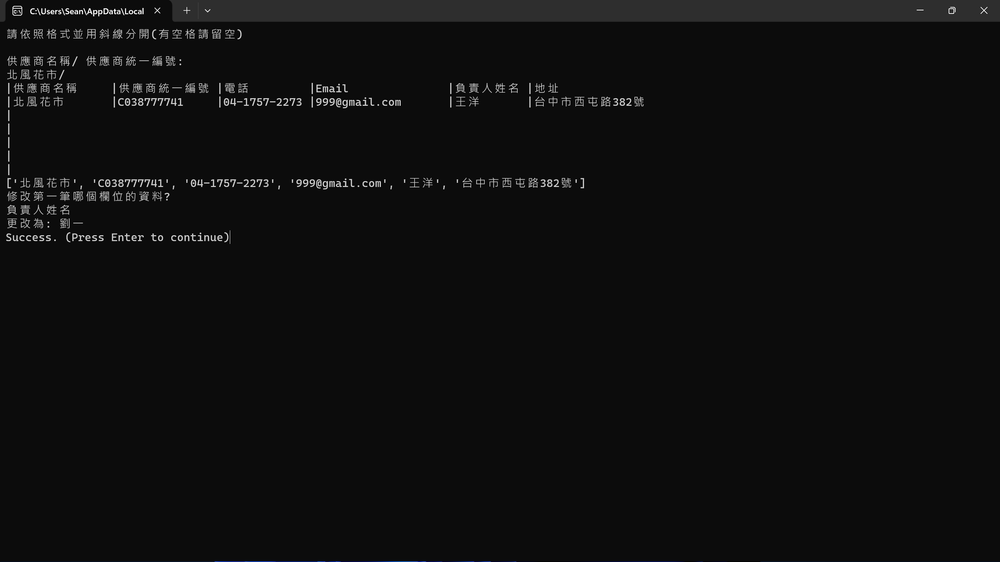 C:\Users\Sean\AppData\Local
請依照格式並用斜線分開(有空格請留空)
供應商名稱/ 供應商統一編號:
北風花市/
|供應商名稱 |供應商統一編號 |電話 |Email |負責人姓名 |地址
|北風花市 |C038777741 |04-1757-2273 |999@gmail.com |王洋 |台中市西屯路382號
|
|
|
|
|
['北風花市', 'C038777741', '04-1757-2273', '999@gmail.com', '王洋', '台中市西屯路382號']
修改第一筆哪個欄位的資料?
負責人姓名
更改為: 劉一
Success. (Press Enter to continue)